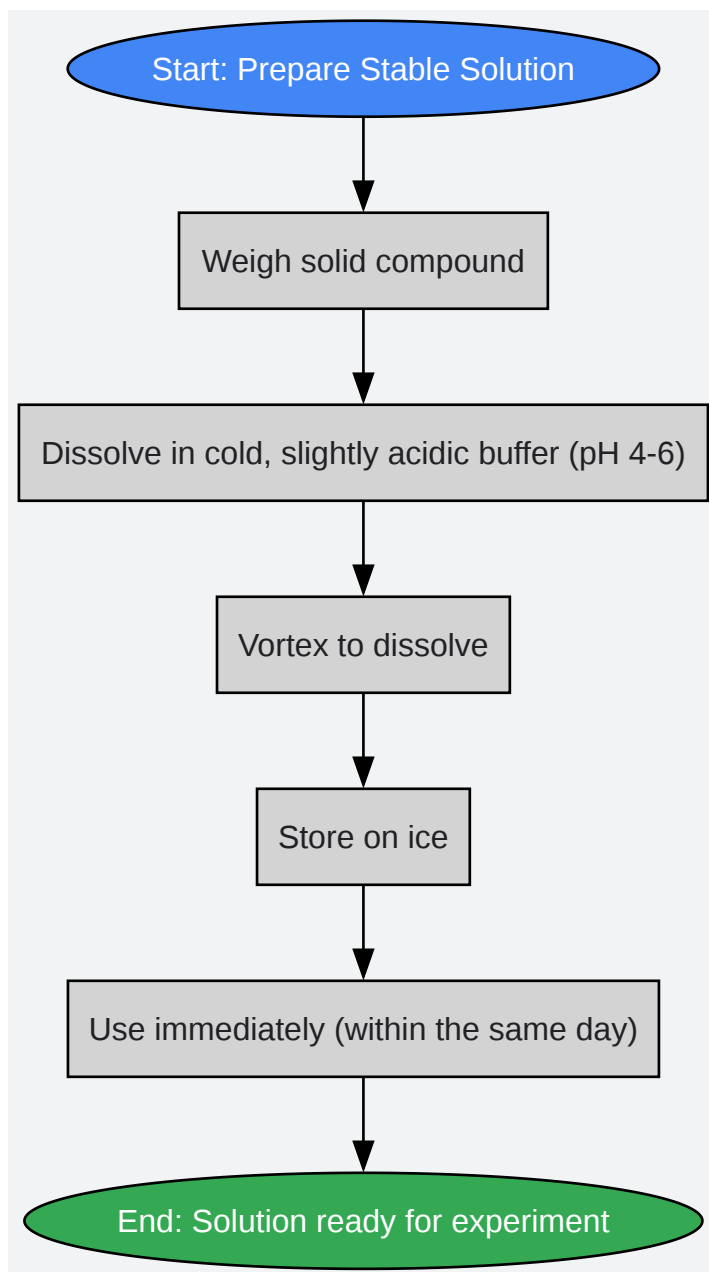 Start: Prepare Stable Solution
Weigh solid compound
Dissolve in cold, slightly acidic buffer (pH 4-6)
Vortex to dissolve
Store on ice
Use immediately (within the same day)
End: Solution ready for experiment